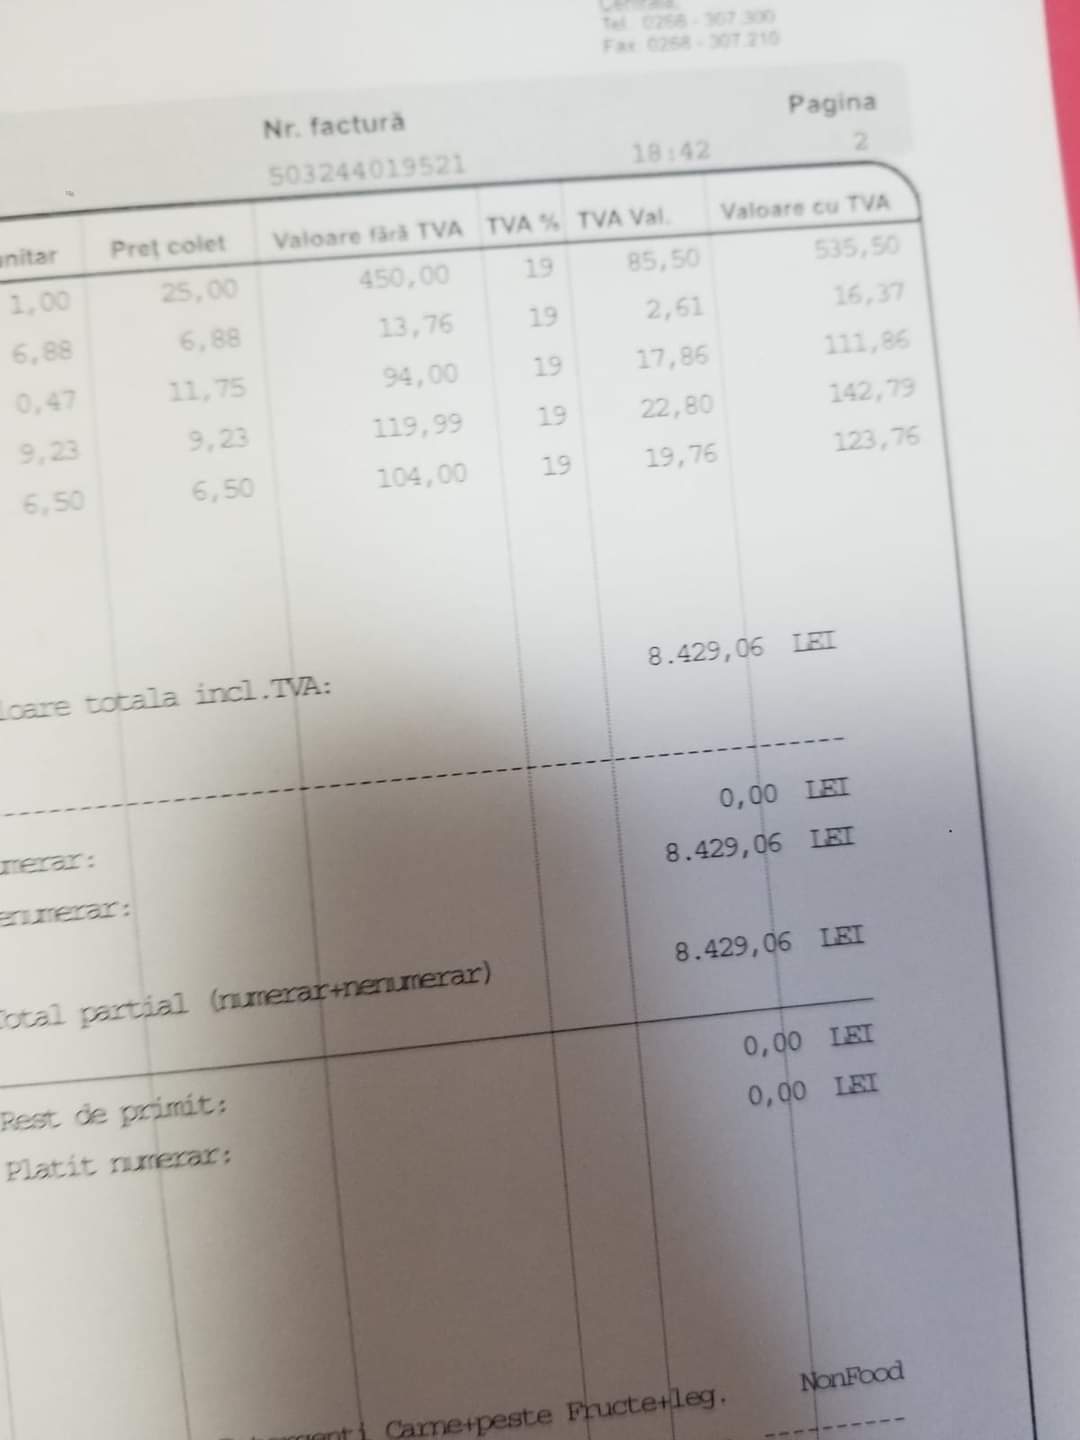 Centrala:
Tel. 0268 - 307.300
Fax: 0268 - 307.210
Nr. factură Pagina
503244019521 18:42 2
Preţ colet Valoare fără TVA TVA % TVA Val. Valoare cu TVA
1,00 25,00 450,00 19 85,50 535,50
6,88 6,88 13,76 19 2,61 16,37
0,47 11,75 94,00 19 17,86 111,86
9,23 9,23 119,99 19 22,80 142,79
6,50 6,50 104,00 19 19,76 123,76
loare totala incl.TVA: 8.429,06 LEI
--------------------------------
merar: 0,00 LEI
enumerar: 8.429,06 LEI
Total partial (numerar+nenumerar) 8.429,06 LEI
Rest de primit: 0,00 LEI
Platit numerar: 0,00 LEI
Carne+peste Fructe+leg. NonFood
----------